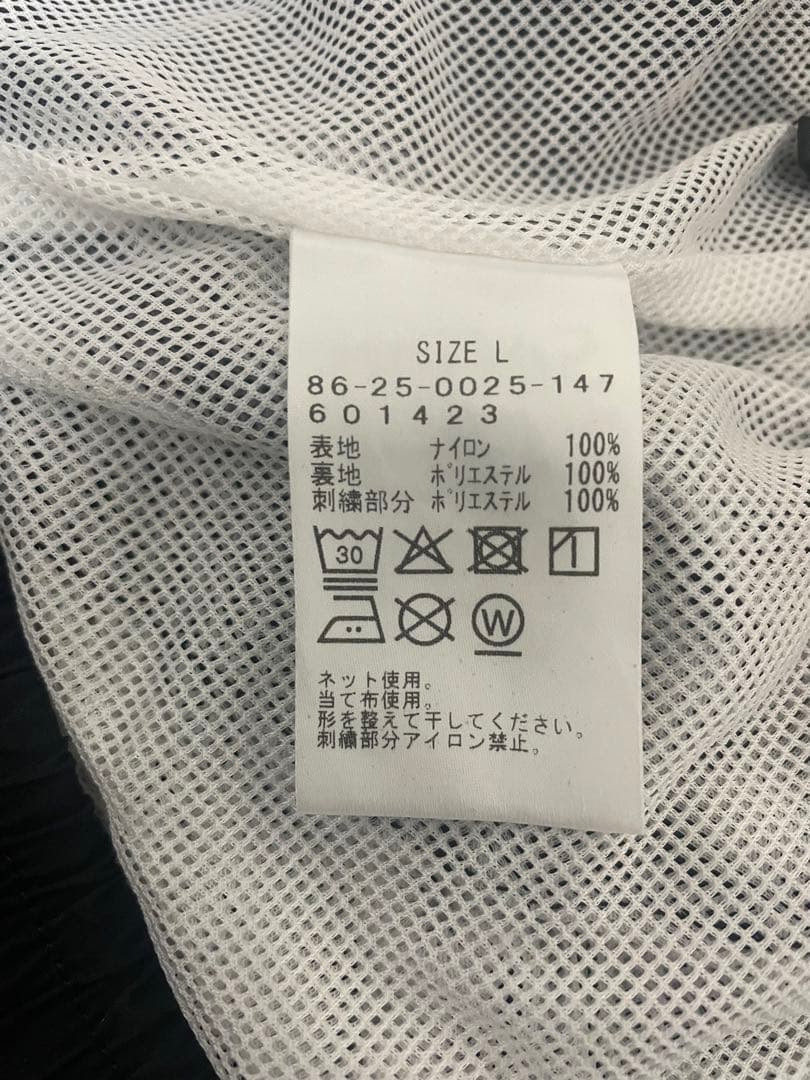 SIZE L
86-25-0025-147
601423
表地 ナイロン 100%
裏地 ポリエステル 100%
刺繍部分 ポリエステル 100%
30
W
ネット使用。
当て布使用。
形を整えて干してください。
刺繍部分アイロン禁止。